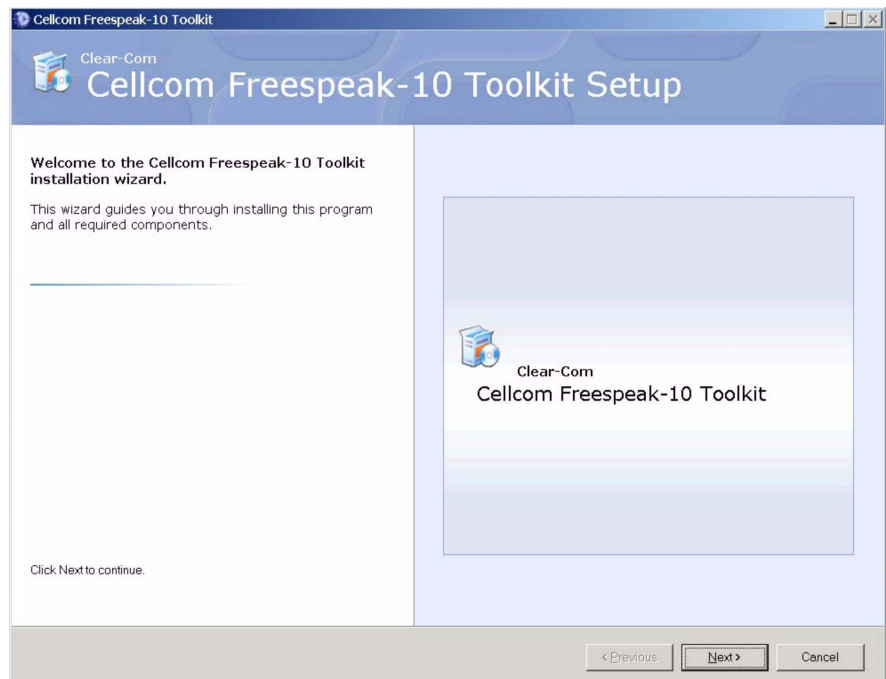 Cellcom Freespeak-10 Toolkit
Clear-Com
Cellcom Freespeak-10 Toolkit Setup
Welcome to the Cellcom Freespeak-10 Toolkit
installation wizard.
This wizard guides you through installing this program
and all required components.
Clear-Com
Cellcom Freespeak-10 Toolkit
Click Next to continue.
< Previous
Next >
Cancel